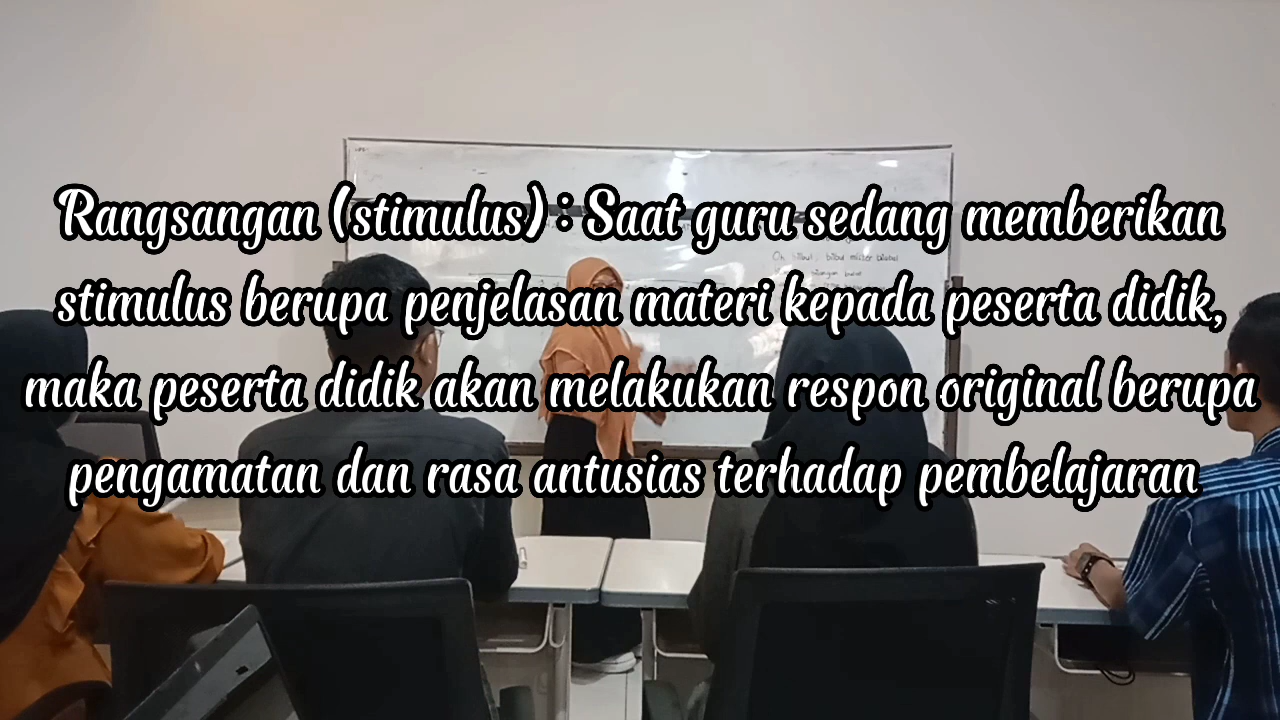 Rangsangan (stimulus) : Saat guru sedang memberikan
stimulus berupa penjelasan materi kepada peserta didik,
maka peserta didik akan melakukan respon original berupa
pengamatan dan rasa antusias terhadap pembelajaran